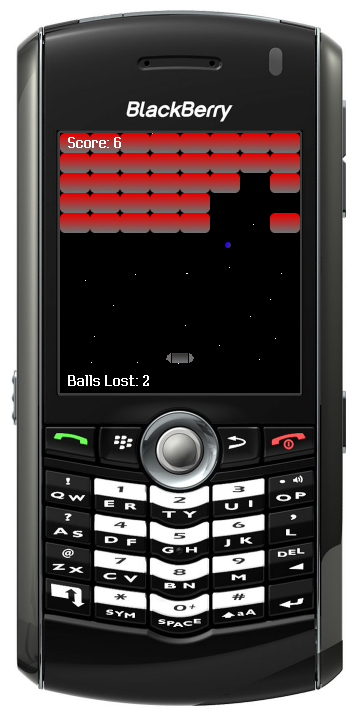 BlackBerry
Score: 6
Balls Lost: 2
! 1 2 3
Q W E R T Y U I O P
? 4 5 6 ,
A S D F G H J K L
@ 7 8 9 DEL
Z X C V B N M
* 0+ #
SYM SPACE aA